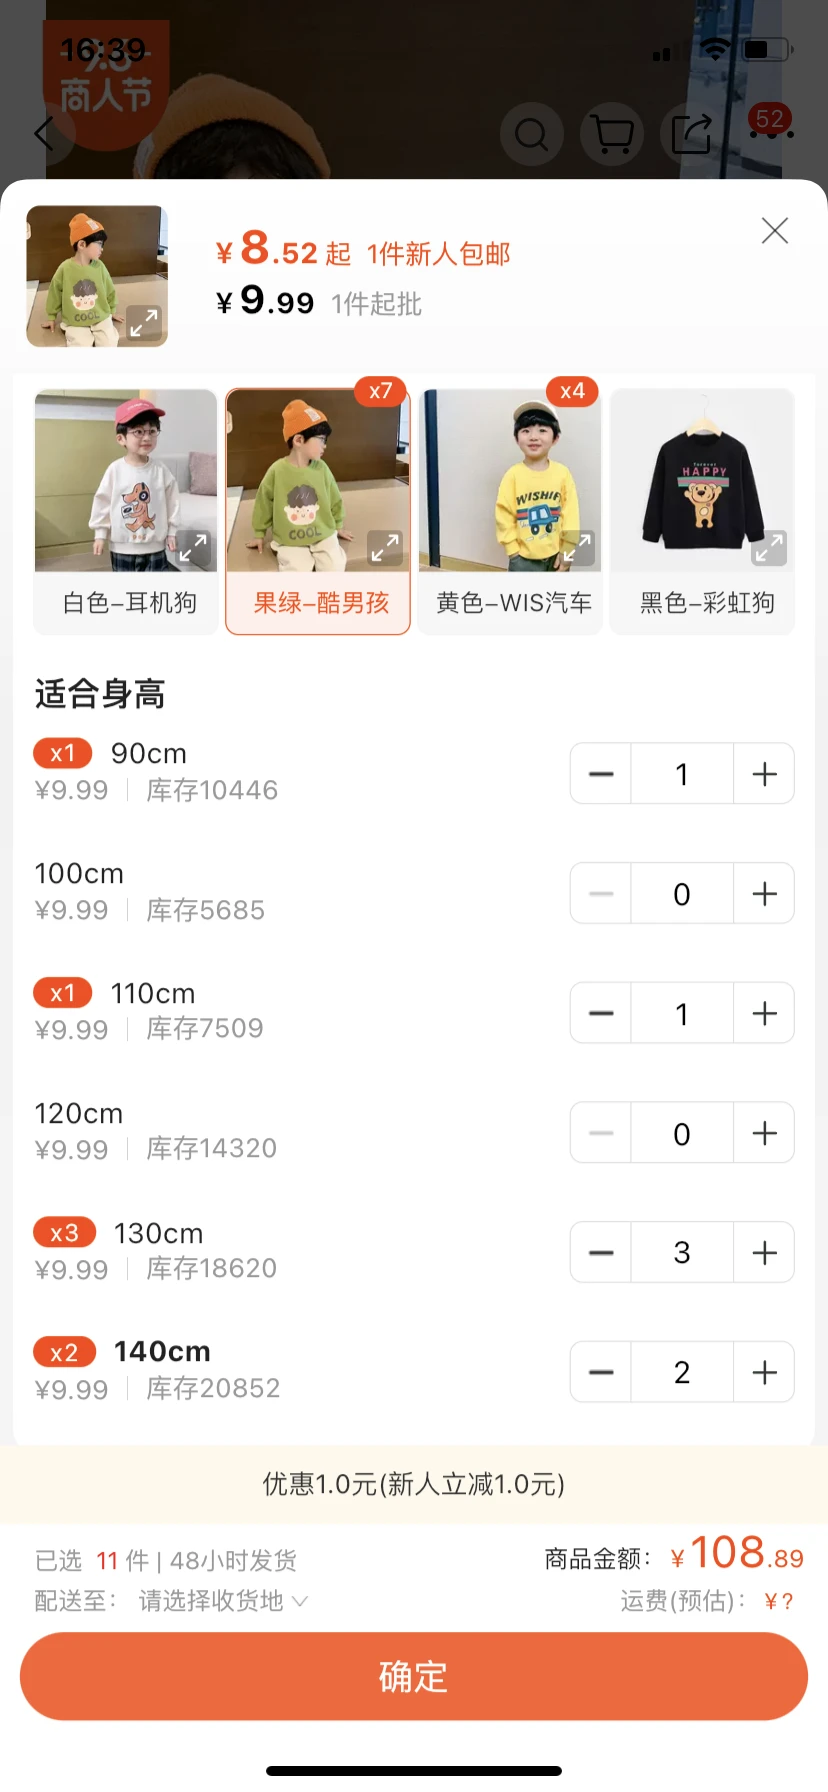 16:39
9.8
商人节
52
¥8.52起 1件新人包邮
¥9.99 1件起批
COOL
x7
x4
WISHIF
forever
HAPPY
COOL
白色–耳机狗
果绿–酷男孩
黄色–WIS汽车
黑色–彩虹狗
适合身高
x1 90cm
1
¥9.99 | 库存10446
100cm
0
¥9.99 | 库存5685
x1 110cm
1
¥9.99 | 库存7509
120cm
0
¥9.99 | 库存14320
x3 130cm
3
¥9.99 | 库存18620
x2 140cm
2
¥9.99 | 库存20852
优惠1.0元(新人立减1.0元)
已选 11 件 | 48小时发货
商品金额：¥108.89
配送至： 请选择收货地
运费(预估)：¥?
确定